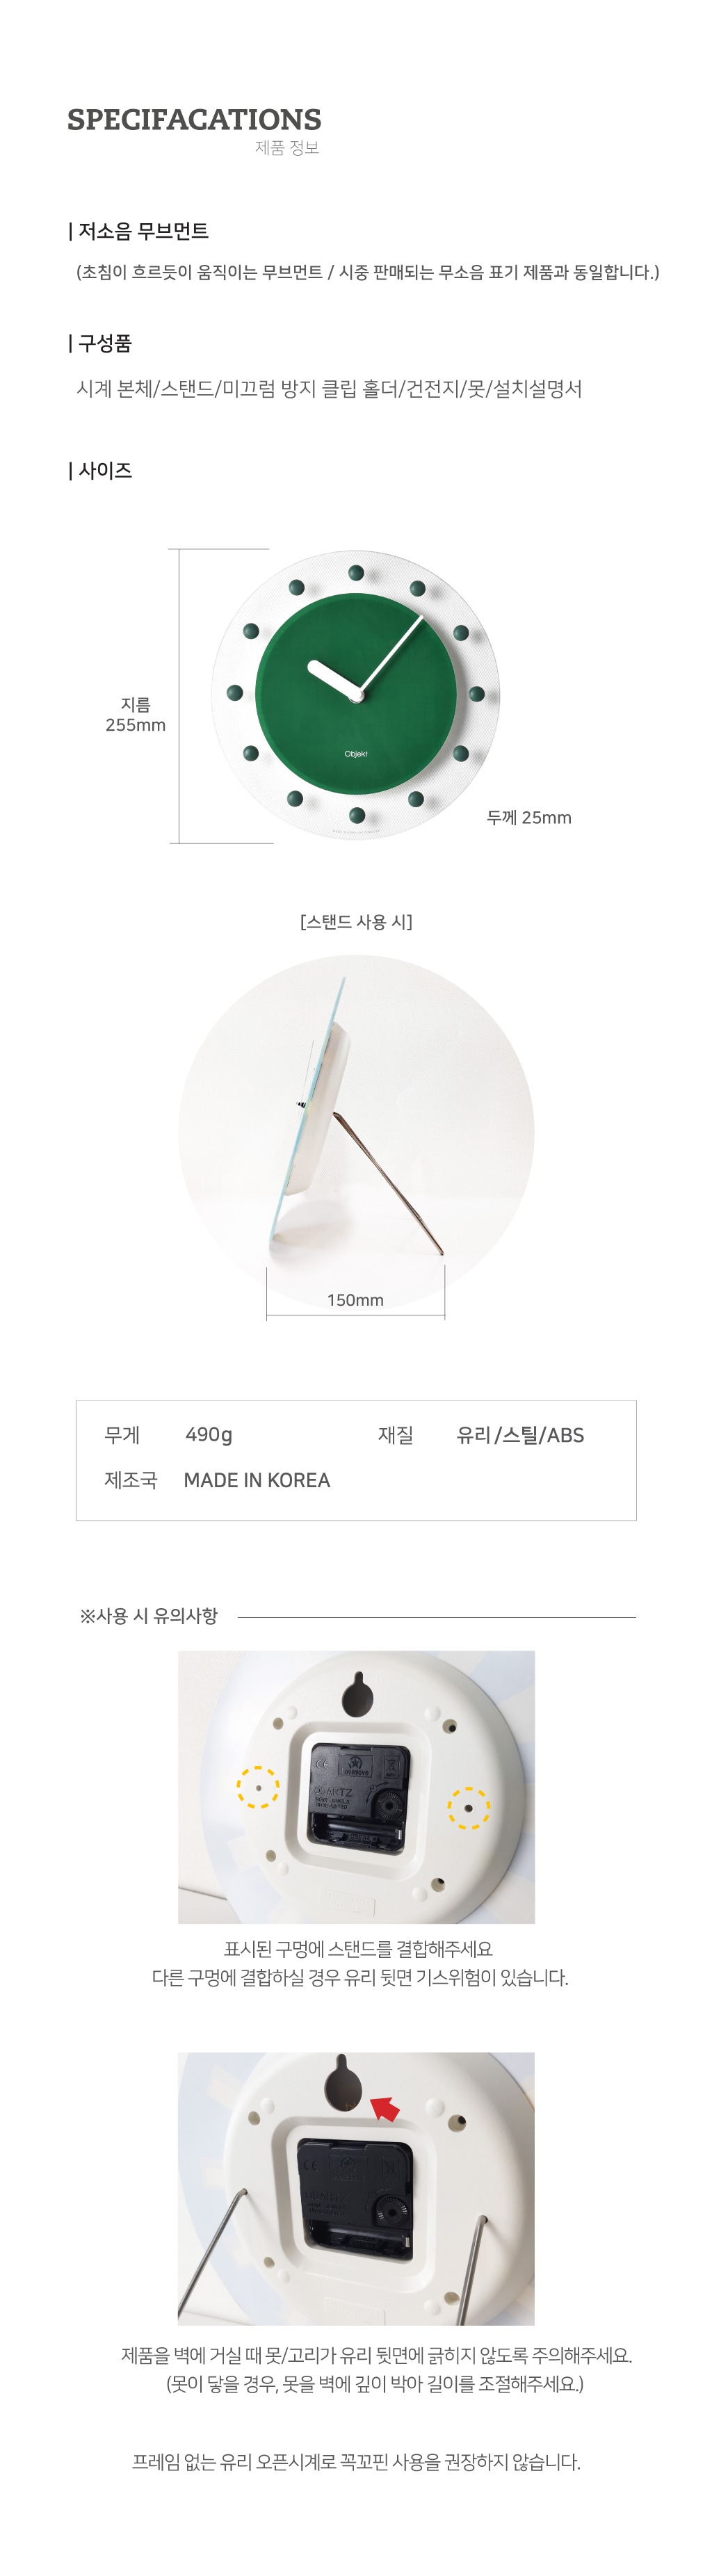 SPECIFACATIONS
제품 정보
| 저소음 무브먼트
(초침이 흐르듯이 움직이는 무브먼트 / 시중 판매되는 무소음 표기 제품과 동일합니다.)
| 구성품
시계 본체/스탠드/미끄럼 방지 클립 홀더/건전지/못/설치설명서
| 사이즈
지름
255mm
Objekt
두께 25mm
[스탠드 사용 시]
150mm
무게 490g 재질 유리/스틸/ABS
제조국 MADE IN KOREA
※사용 시 유의사항
QUARTZ
표시된 구멍에 스탠드를 결합해주세요
다른 구멍에 결합하실 경우 유리 뒷면 기스위험이 있습니다.
QUARTZ
제품을 벽에 거실 때 못/고리가 유리 뒷면에 긁히지 않도록 주의해주세요.
(못이 닿을 경우, 못을 벽에 깊이 박아 길이를 조절해주세요.)
프레임 없는 유리 오픈시계로 꼭꼬핀 사용을 권장하지 않습니다.